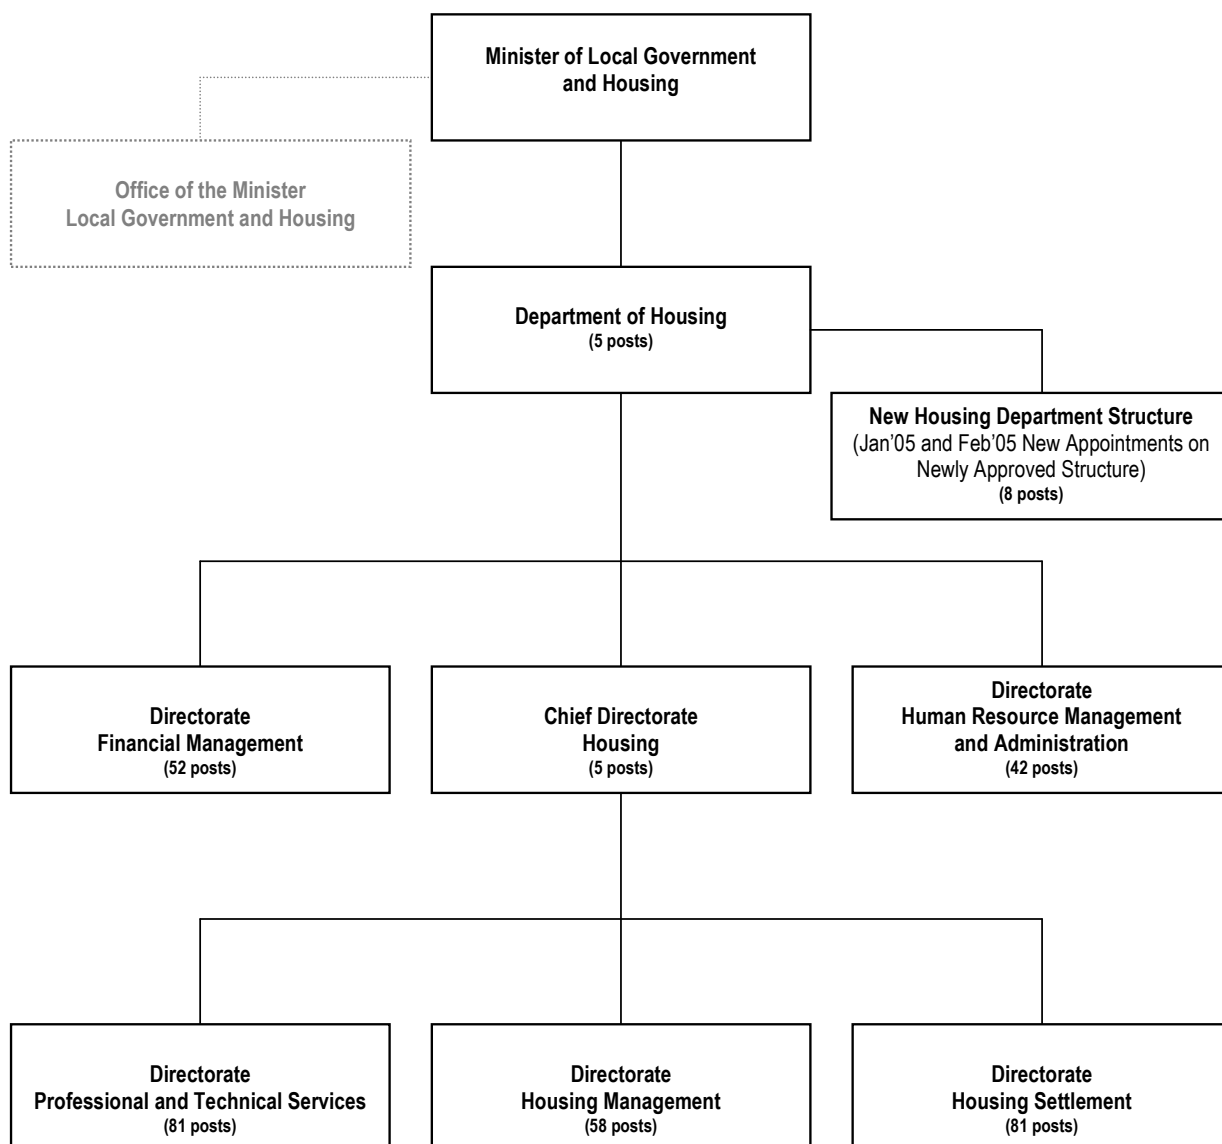 Minister of Local Government
and Housing
Office of the Minister
Local Government and Housing
Department of Housing
(5 posts)
New Housing Department Structure
(Jan'05 and Feb'05 New Appointments on
Newly Approved Structure)
(8 posts)
Directorate
Financial Management
(52 posts)
Chief Directorate
Housing
(5 posts)
Directorate
Human Resource Management
and Administration
(42 posts)
Directorate
Professional and Technical Services
(81 posts)
Directorate
Housing Management
(58 posts)
Directorate
Housing Settlement
(81 posts)